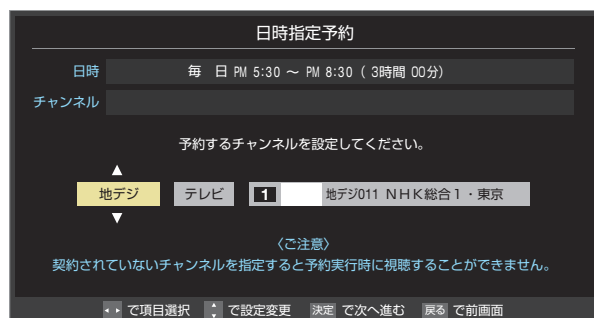 日時指定予約
日時 毎 日 PM 5:30 ～ PM 8:30 ( 3時間 00分)
チャンネル
予約するチャンネルを設定してください。
地デジ テレビ 1 地デジ011 ＮＨＫ総合１・東京
〈ご注意〉
契約されていないチャンネルを指定すると予約実行時に視聴することができません。
で項目選択 で設定変更 決定 で次へ進む 戻る で前画面